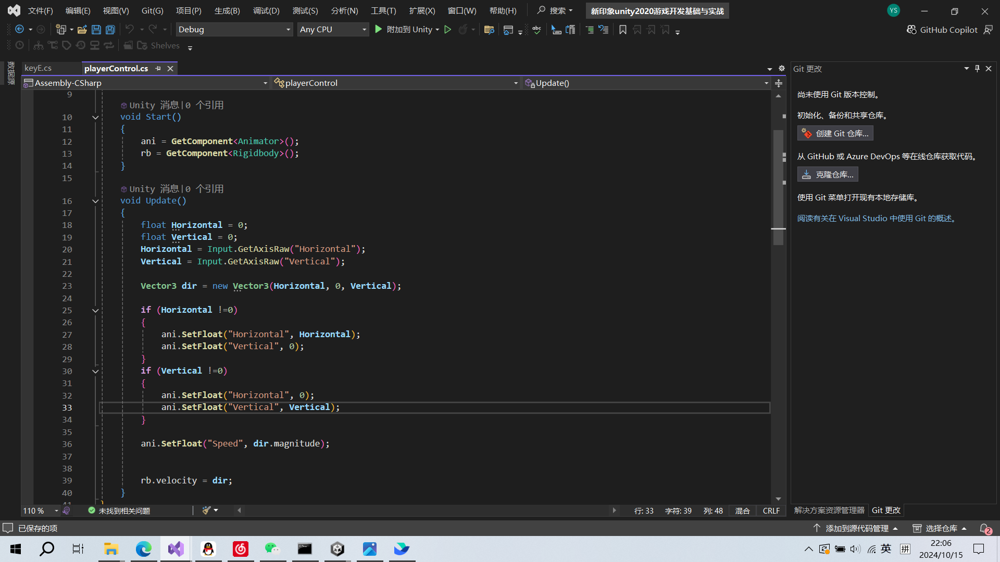 文件(F) 编辑(E) 视图(V) Git(G) 项目(P) 生成(B) 调试(D) 测试(S) 分析(N) 工具(T) 扩展(X) 窗口(W) 帮助(H) 搜索 新印象unity2020游戏开发基础与实战 YS
Debug Any CPU 附加到 Unity GitHub Copilot
Shelves
数据源
keyE.cs playerControl.cs
Assembly-CSharp playerControl Update()
9
Unity 消息|0 个引用
10 void Start()
11 {
12 ani = GetComponent<Animator>();
13 rb = GetComponent<Rigidbody>();
14 }
15
Unity 消息|0 个引用
16 void Update()
17 {
18 float Horizontal = 0;
19 float Vertical = 0;
20 Horizontal = Input.GetAxisRaw("Horizontal");
21 Vertical = Input.GetAxisRaw("Vertical");
22
23 Vector3 dir = new Vector3(Horizontal, 0, Vertical);
24
25 if (Horizontal !=0)
26 {
27 ani.SetFloat("Horizontal", Horizontal);
28 ani.SetFloat("Vertical", 0);
29 }
30 if (Vertical !=0)
31 {
32 ani.SetFloat("Horizontal", 0);
33 ani.SetFloat("Vertical", Vertical);
34 }
35
36 ani.SetFloat("Speed", dir.magnitude);
37
38
39 rb.velocity = dir;
40 }
41 }
110 % 未找到相关问题 行: 33 字符: 39 列: 48 混合 CRLF
Git 更改
尚未使用 Git 版本控制。
初始化、备份和共享仓库。
创建 Git 仓库...
从 GitHub 或 Azure DevOps 等在线仓库获取代码。
克隆仓库...
使用 Git 菜单打开现有本地存储库。
阅读有关在 Visual Studio 中使用 Git 的概述。
解决方案资源管理器 Git 更改
已保存的项 添加到源代码管理 选择仓库 2
英 拼 22:06
2024/10/15